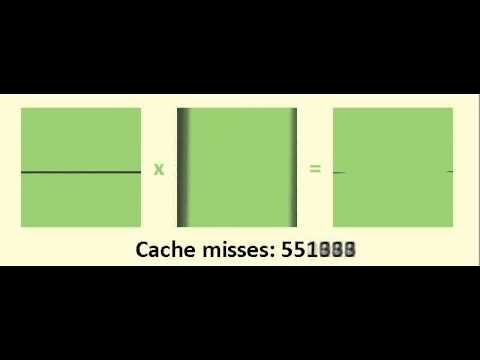 x =
Cache misses: 551